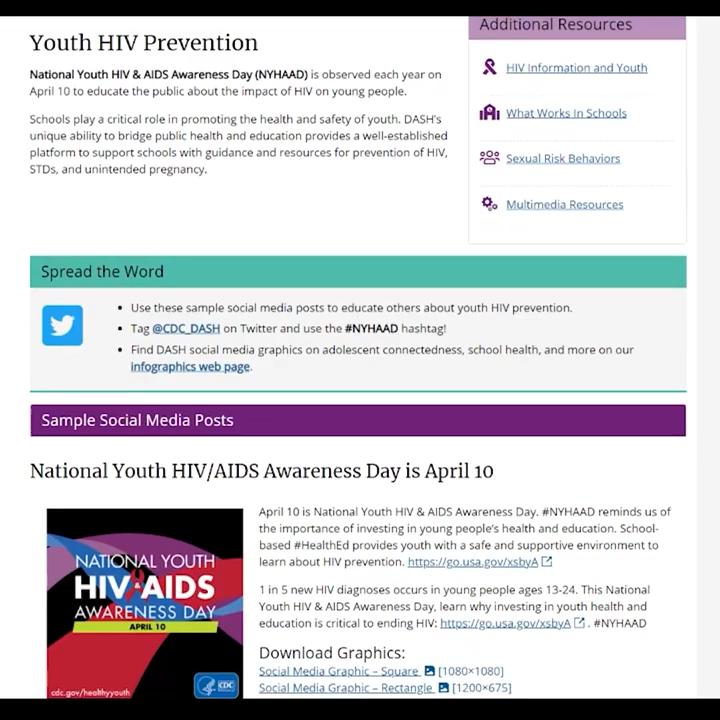 Youth HIV Prevention
National Youth HIV & AIDS Awareness Day (NYHAAD) is observed each year on
April 10 to educate the public about the impact of HIV on young people.
Schools play a critical role in promoting the health and safety of youth. DASH's
unique ability to bridge public health and education provides a well-established
platform to support schools with guidance and resources for prevention of HIV,
STDs, and unintended pregnancy.
Additional Resources
HIV Information and Youth
What Works In Schools
Sexual Risk Behaviors
Multimedia Resources
Spread the Word
• Use these sample social media posts to educate others about youth HIV prevention.
• Tag @CDC_DASH on Twitter and use the #NYHAAD hashtag!
• Find DASH social media graphics on adolescent connectedness, school health, and more on our
infographics web page.
Sample Social Media Posts
National Youth HIV/AIDS Awareness Day is April 10
NATIONAL YOUTH
HIV & AIDS
AWARENESS DAY
APRIL 10
cdc.gov/healthyyouth
CDC
April 10 is National Youth HIV & AIDS Awareness Day. #NYHAAD reminds us of
the importance of investing in young people's health and education. School-
based #HealthEd provides youth with a safe and supportive environment to
learn about HIV prevention. https://go.usa.gov/xsbyA
1 in 5 new HIV diagnoses occurs in young people ages 13-24. This National
Youth HIV & AIDS Awareness Day, learn why investing in youth health and
education is critical to ending HIV: https://go.usa.gov/xsbyA . #NYHAAD
Download Graphics:
Social Media Graphic – Square [1080×1080]
Social Media Graphic – Rectangle [1200×675]